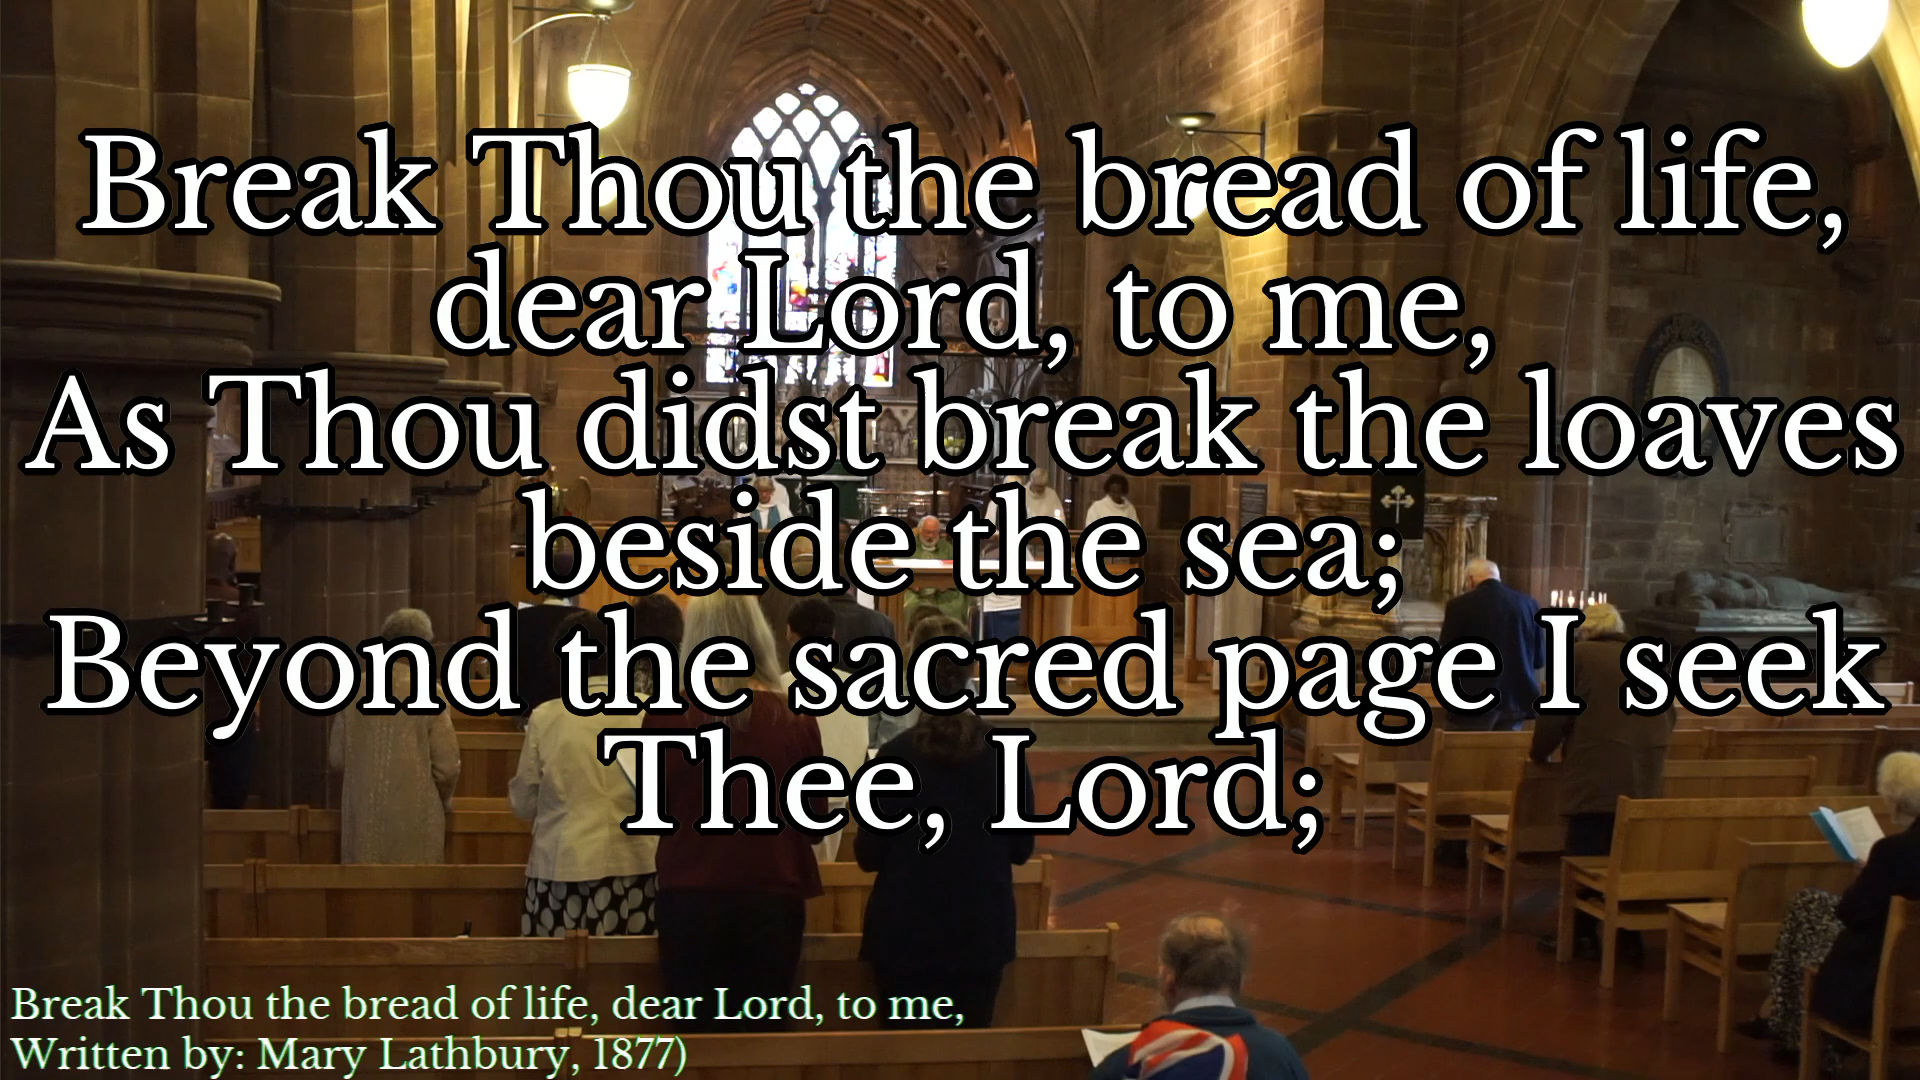 Break Thou the bread of life,
dear Lord, to me,
As Thou didst break the loaves
beside the sea;
Beyond the sacred page I seek
Thee, Lord;
Break Thou the bread of life, dear Lord, to me,
Written by: Mary Lathbury, 1877)